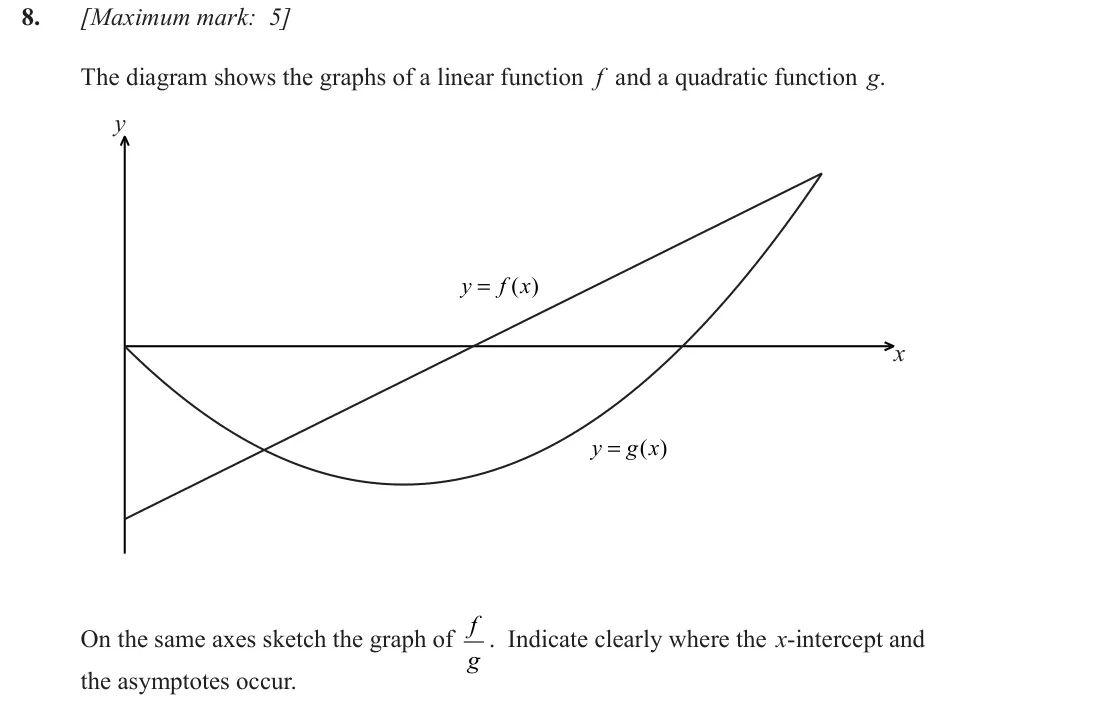 8. [Maximum mark: 5]
The diagram shows the graphs of a linear function f and a quadratic function g.
y
y = f(x)
x
y = g(x)
On the same axes sketch the graph of f/g. Indicate clearly where the x-intercept and
the asymptotes occur.